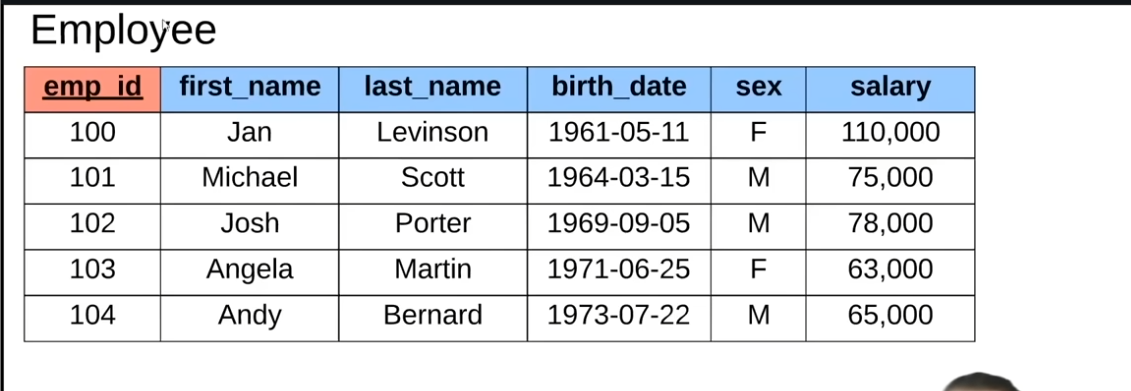 Employee
emp_id first_name last_name birth_date sex salary
100 Jan Levinson 1961-05-11 F 110,000
101 Michael Scott 1964-03-15 M 75,000
102 Josh Porter 1969-09-05 M 78,000
103 Angela Martin 1971-06-25 F 63,000
104 Andy Bernard 1973-07-22 M 65,000